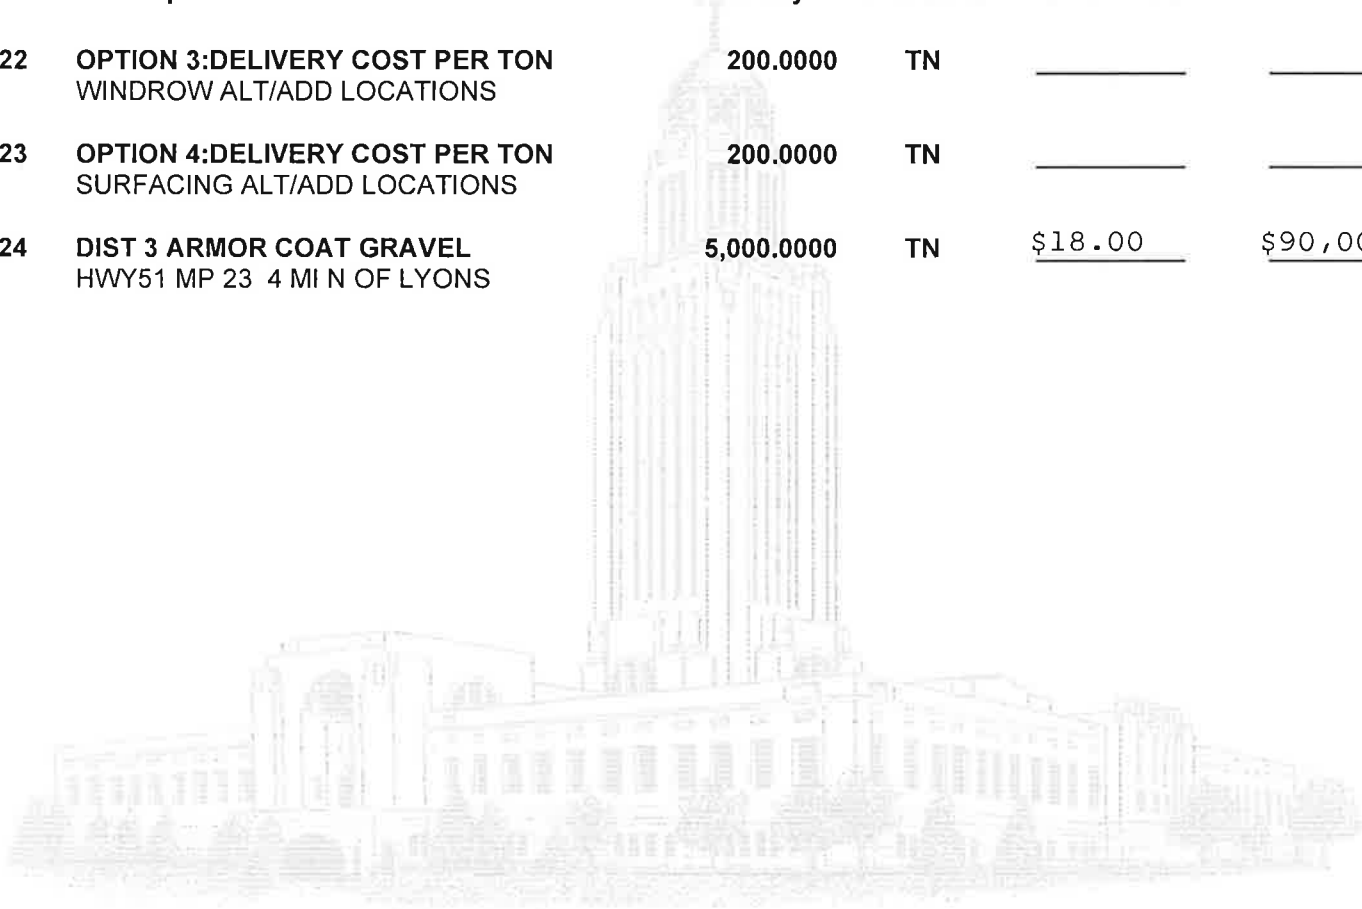 22 OPTION 3:DELIVERY COST PER TON 200.0000 TN
WINDROW ALT/ADD LOCATIONS
23 OPTION 4:DELIVERY COST PER TON 200.0000 TN
SURFACING ALT/ADD LOCATIONS
24 DIST 3 ARMOR COAT GRAVEL 5,000.0000 TN $18.00 $90,00
HWY51 MP 23 4 MI N OF LYONS